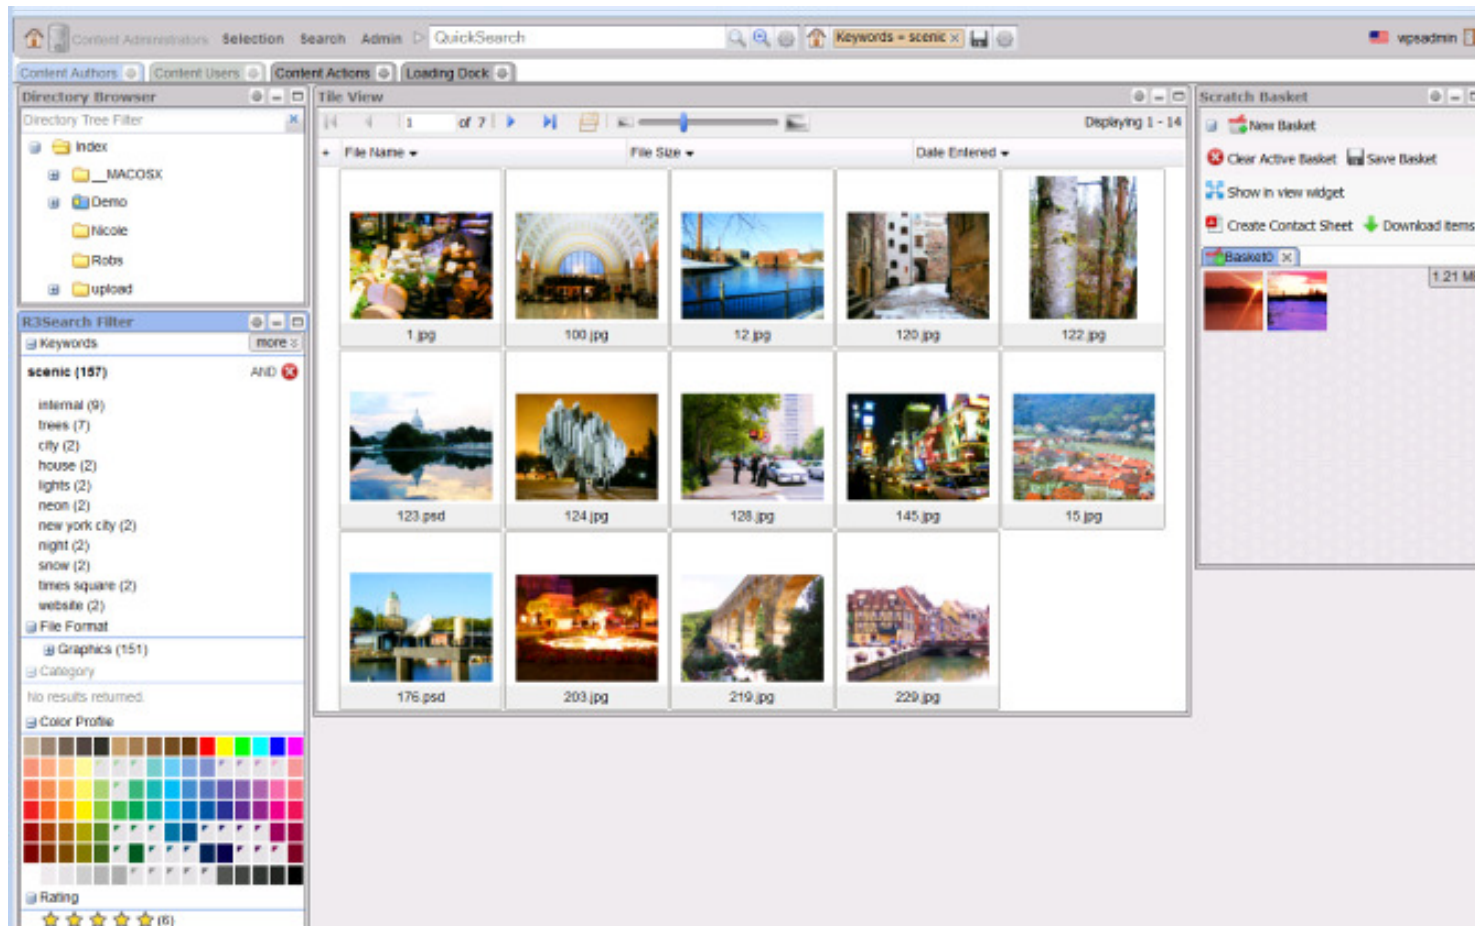 Content Administrators Selection Search Admin QuickSearch Keywords = scenic x wpsadmin
Content Authors Content Users Content Actions Loading Dock
Directory Browser
Directory Tree Filter
Index
__MACOSX
Demo
Nicole
Robs
upload
R3Search Filter
Keywords more
scenic (157) AND
internal (9)
trees (7)
city (2)
house (2)
lights (2)
neon (2)
new york city (2)
night (2)
snow (2)
times square (2)
website (2)
File Format
Graphics (151)
Category
No results returned.
Color Profile
Rating
(6)
Tile View
1 of 7 Displaying 1 - 14
File Name File Size Date Entered
1.jpg 100.jpg 12.jpg 120.jpg 122.jpg
123.psd 124.jpg 128.jpg 145.jpg 15.jpg
176.psd 203.jpg 219.jpg 229.jpg
Scratch Basket
New Basket
Clear Active Basket Save Basket
Show in view widget
Create Contact Sheet Download items
Basket0
1.21 M